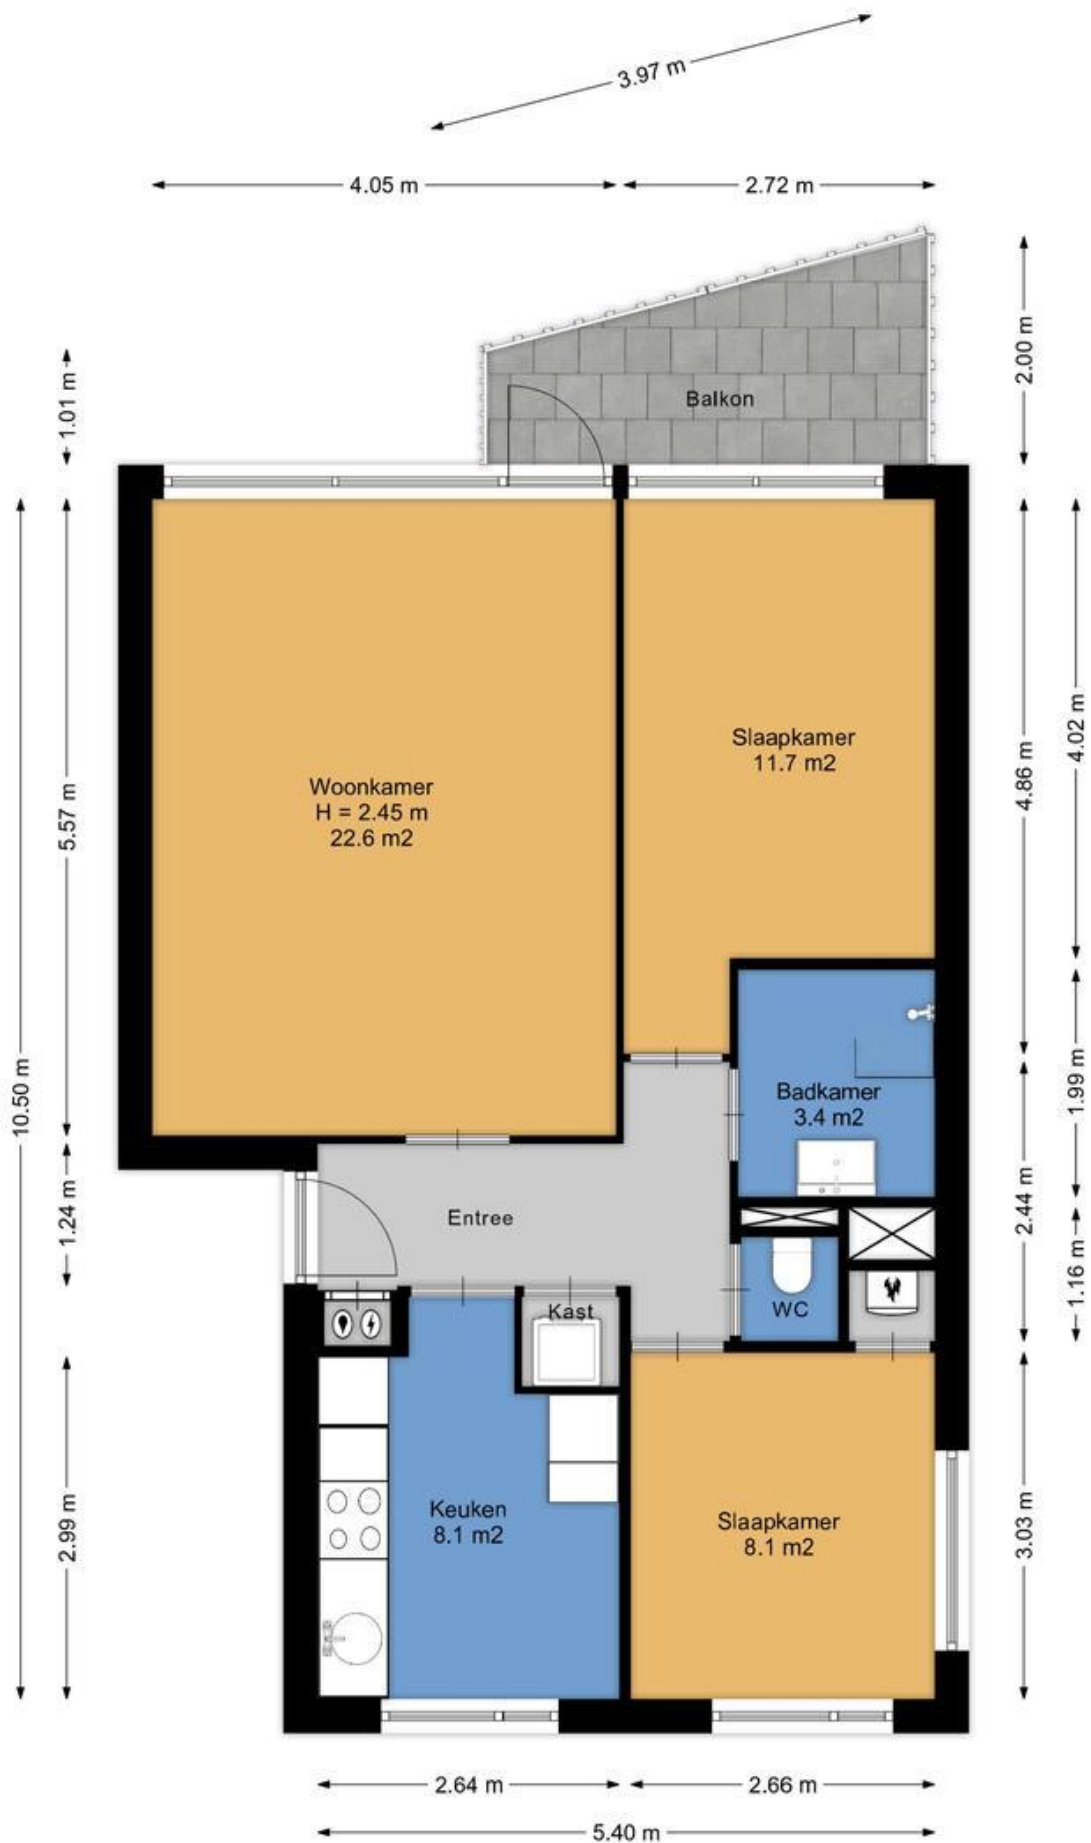 3.97 m
4.05 m
2.72 m
2.00 m
1.01 m
Balkon
Woonkamer
H = 2.45 m
22.6 m2
Slaapkamer
11.7 m2
5.57 m
4.86 m
4.02 m
10.50 m
Badkamer
3.4 m2
1.99 m
1.24 m
Entree
2.44 m
1.16 m
Kast
WC
Keuken
8.1 m2
Slaapkamer
8.1 m2
2.99 m
3.03 m
2.64 m
2.66 m
5.40 m